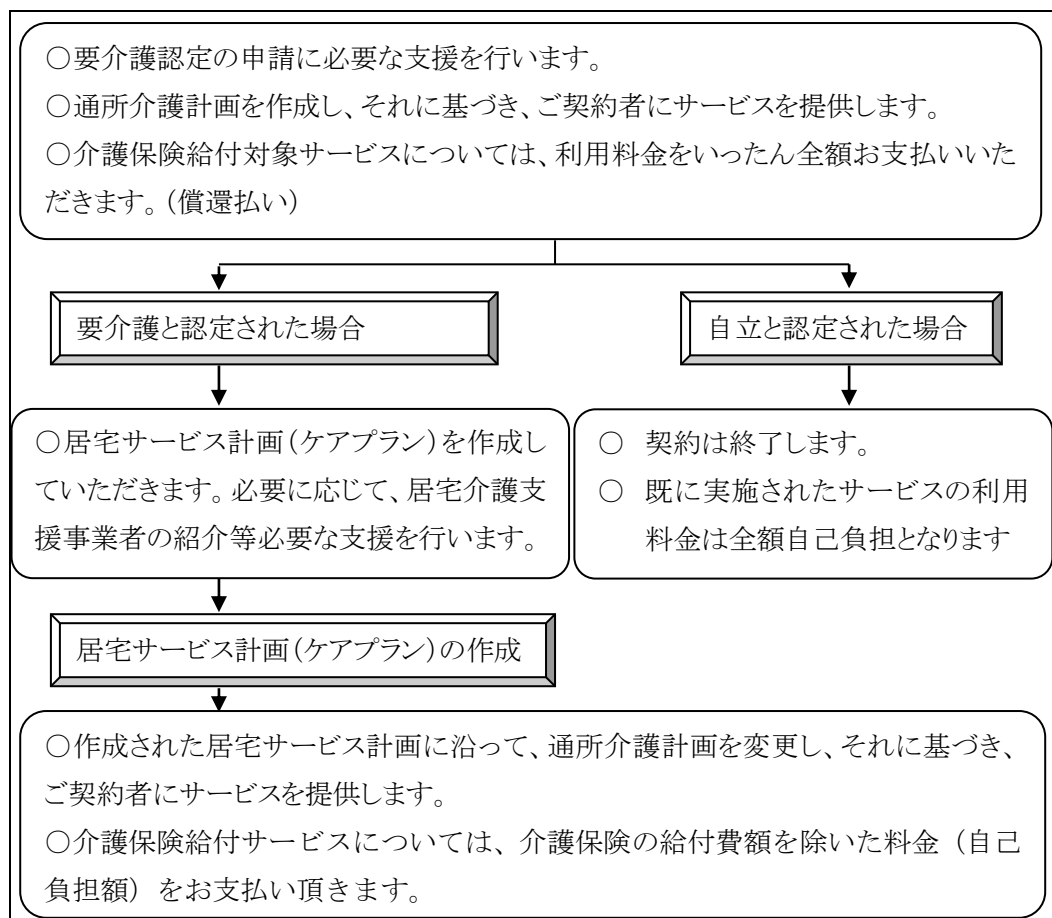 ○要介護認定の申請に必要な支援を行います。
○通所介護計画を作成し、それに基づき、ご契約者にサービスを提供します。
○介護保険給付対象サービスについては、利用料金をいったん全額お支払いいた
だきます。（償還払い）
要介護と認定された場合
自立と認定された場合
○居宅サービス計画（ケアプラン）を作成し
ていただきます。必要に応じて、居宅介護支
援事業者の紹介等必要な支援を行います。
○ 契約は終了します。
○ 既に実施されたサービスの利用
料金は全額自己負担となります
居宅サービス計画（ケアプラン）の作成
○作成された居宅サービス計画に沿って、通所介護計画を変更し、それに基づき、
ご契約者にサービスを提供します。
○介護保険給付サービスについては、介護保険の給付費額を除いた料金（自己
負担額）をお支払い頂きます。